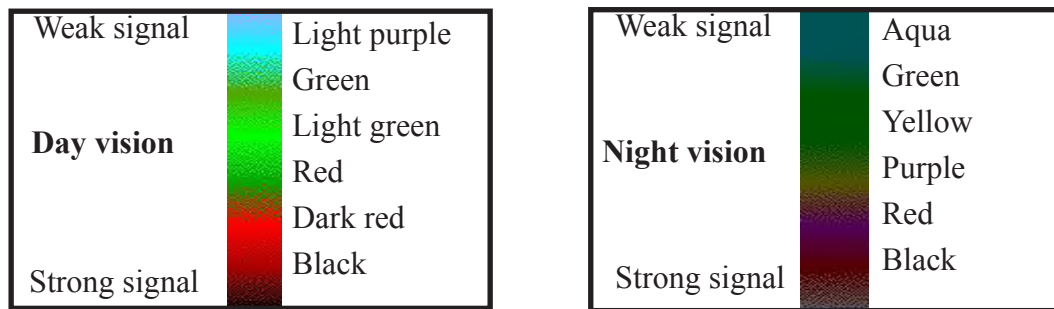 Weak signal
Light purple
Green
Light green
Day vision
Red
Dark red
Black
Strong signal
Weak signal
Aqua
Green
Yellow
Night vision
Purple
Red
Black
Strong signal